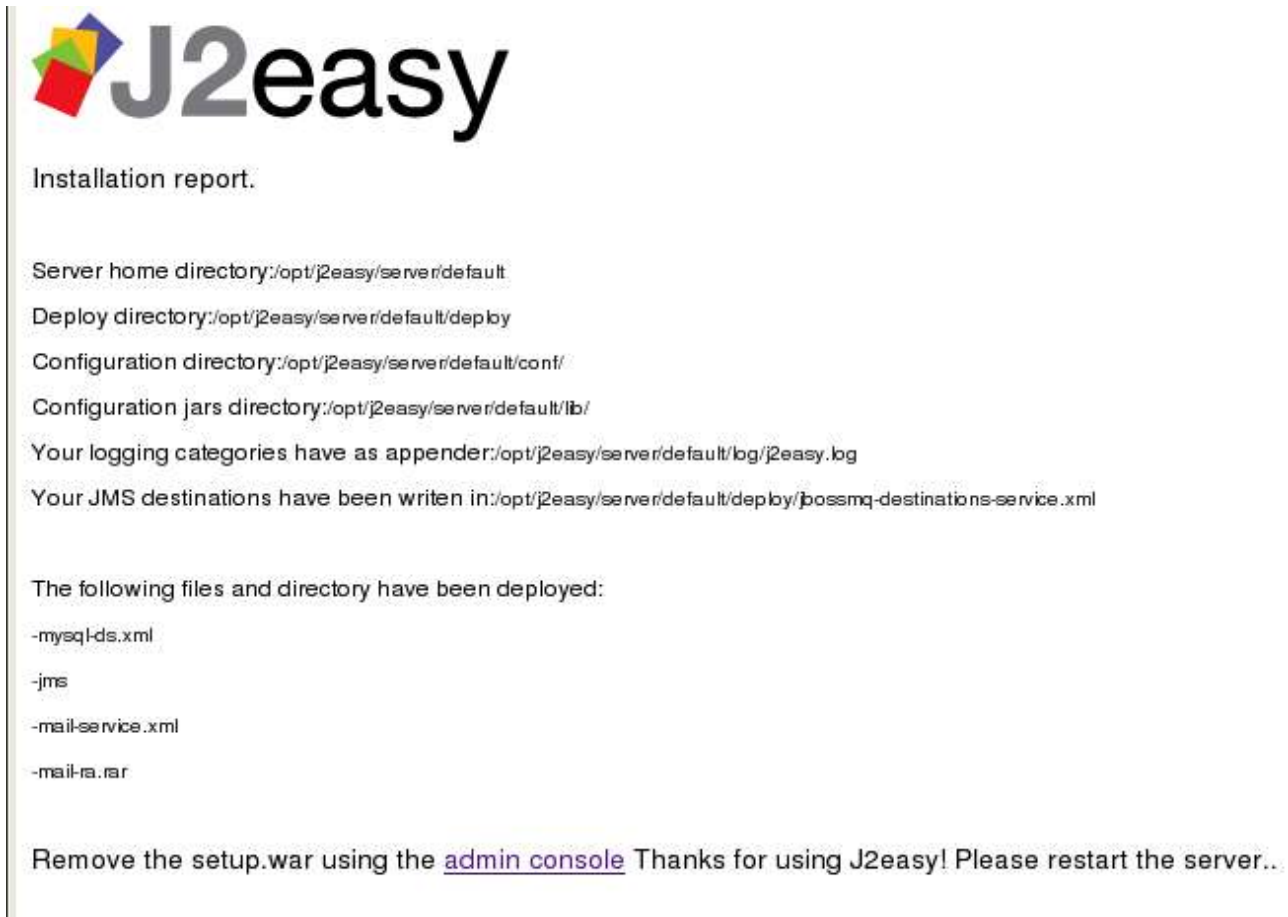 J2easy
Installation report.
Server home directory:/opt/j2easy/server/default
Deploy directory:/opt/j2easy/server/default/deploy
Configuration directory:/opt/j2easy/server/default/conf/
Configuration jars directory:/opt/j2easy/server/default/lib/
Your logging categories have as appender:/opt/j2easy/server/default/log/j2easy.log
Your JMS destinations have been writen in:/opt/j2easy/server/default/deploy/jbossmq-destinations-service.xml
The following files and directory have been deployed:
-mysql-ds.xml
-jms
-mail-service.xml
-mail-ra.rar
Remove the setup.war using the admin console Thanks for using J2easy! Please restart the server..